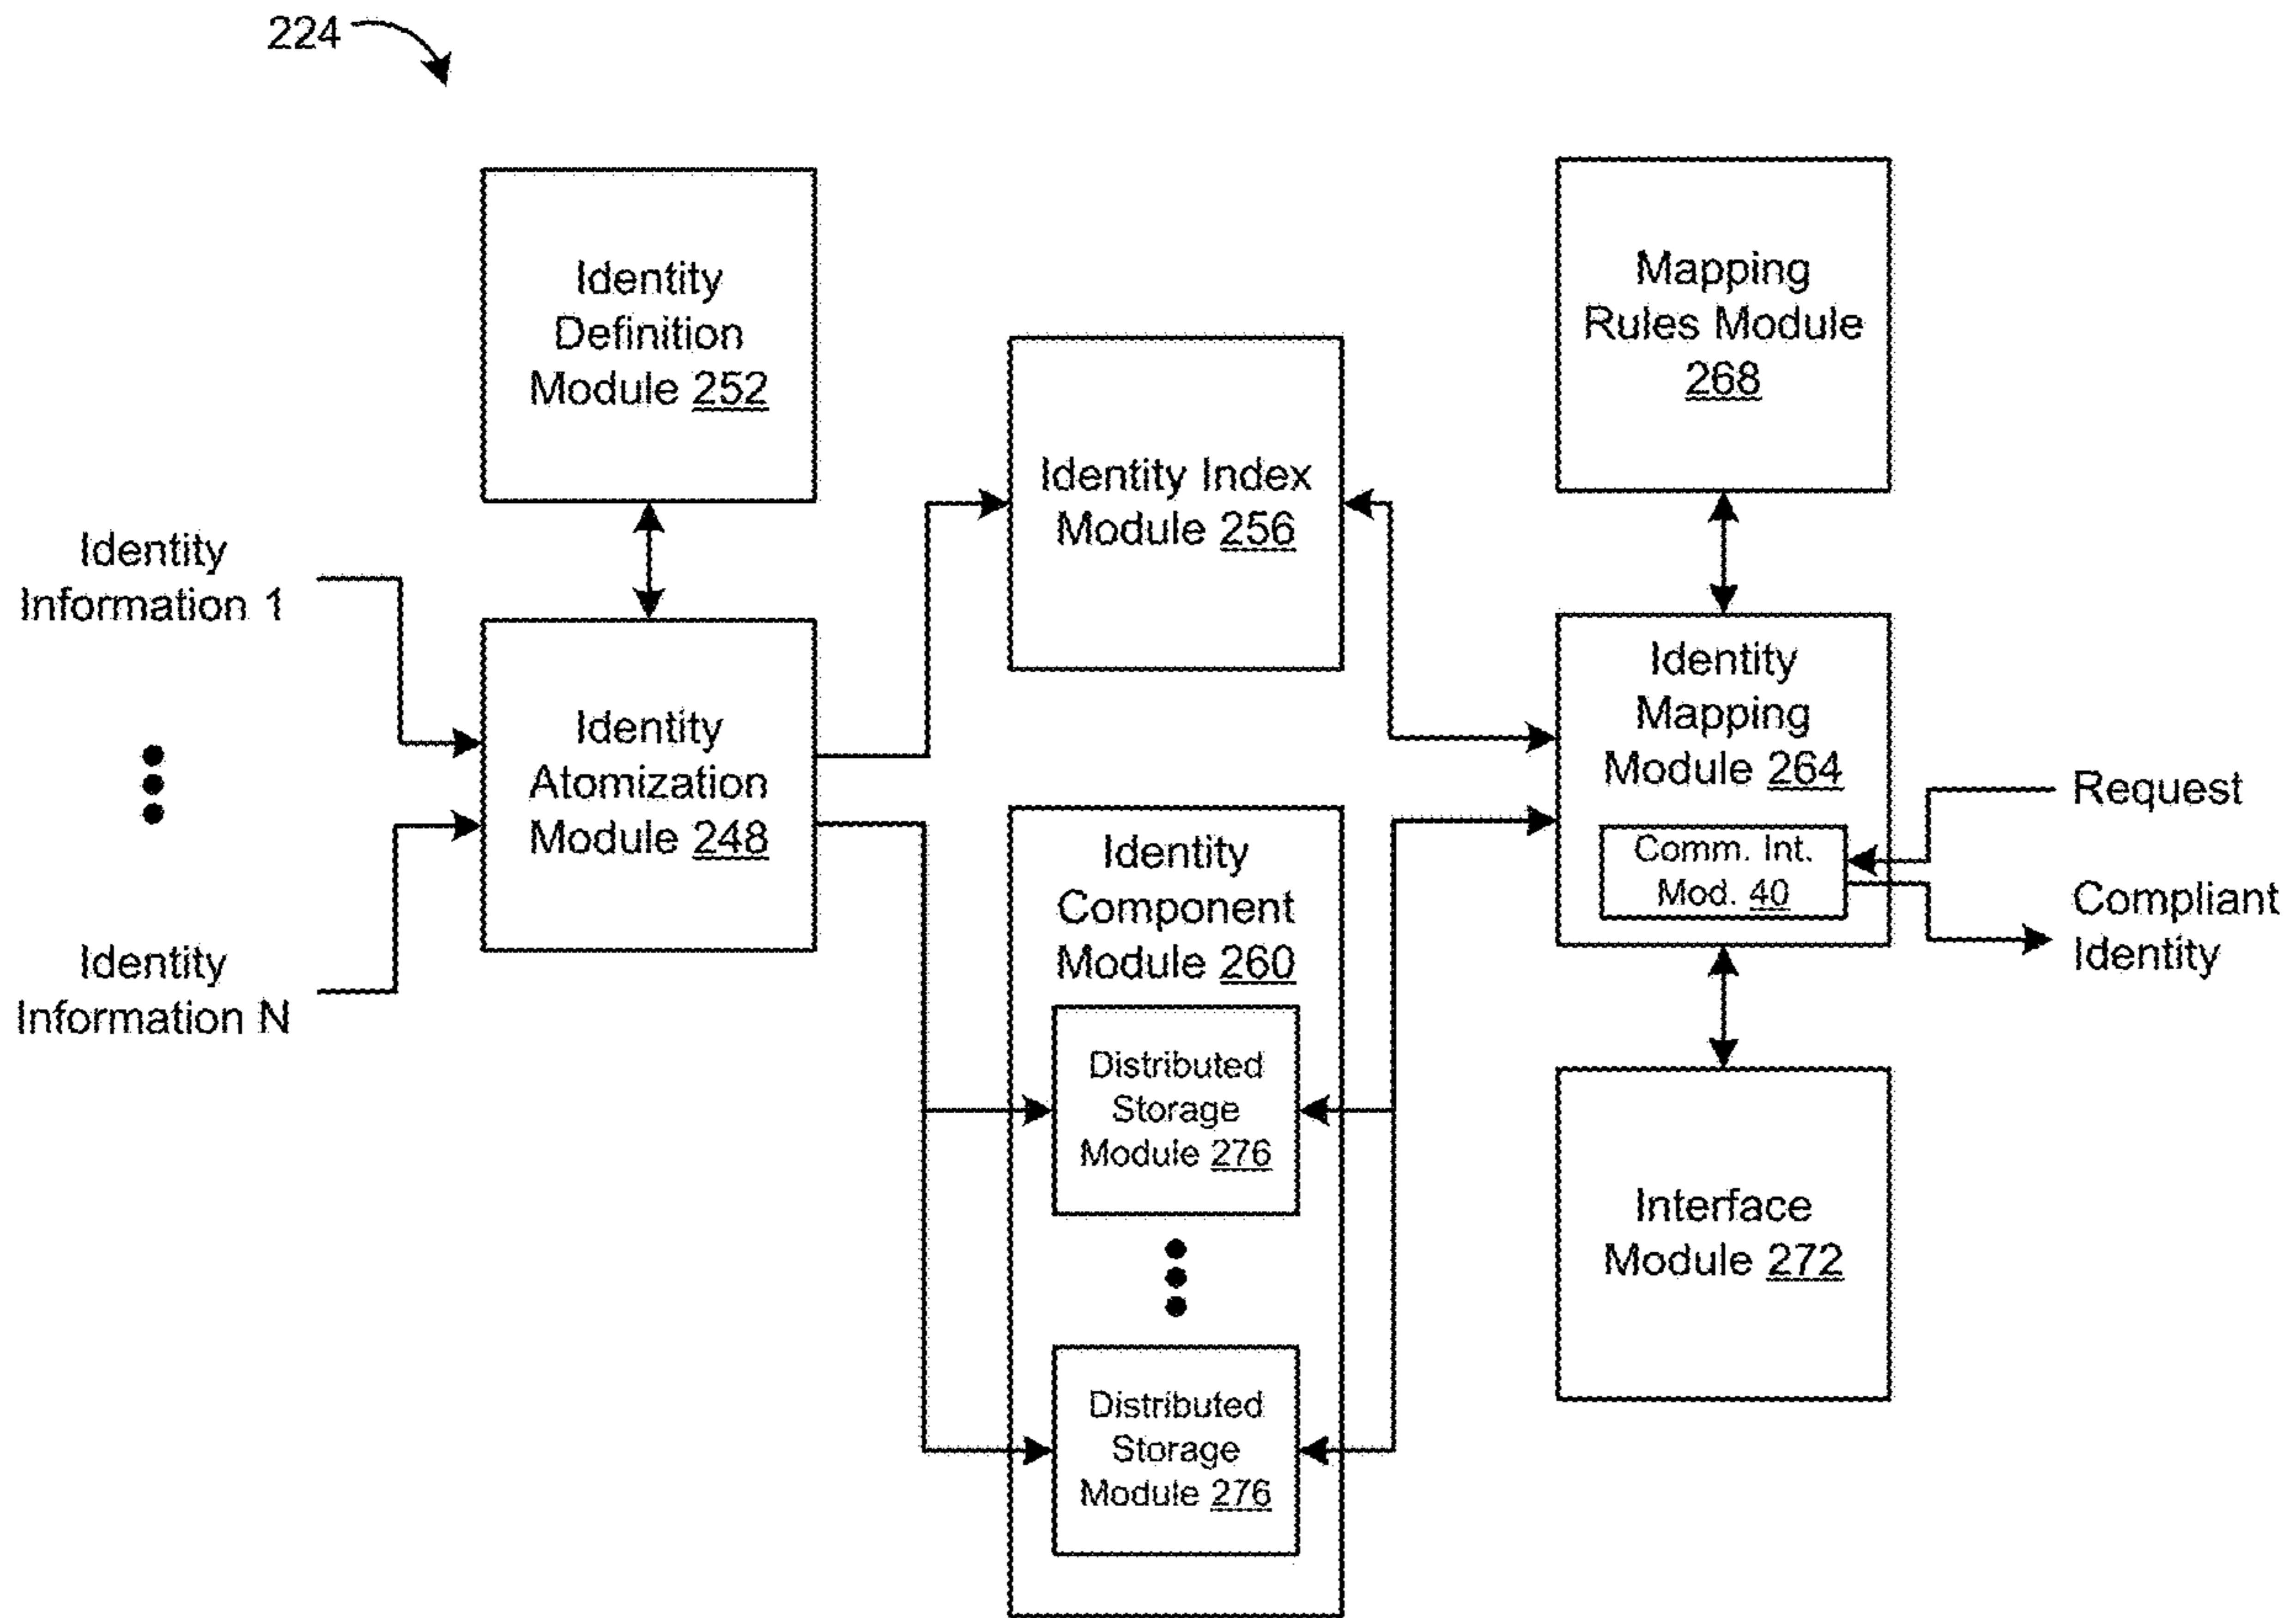 224
Identity
Definition
Module 252
Mapping
Rules Module
268
Identity Index
Module 256
Identity
Information 1
Identity
Atomization
Module 248
Identity
Mapping
Module 264
Comm. Int.
Mod. 40
Request
Compliant
Identity
Identity
Component
Module 260
Identity
Information N
Distributed
Storage
Module 276
Interface
Module 272
Distributed
Storage
Module 276